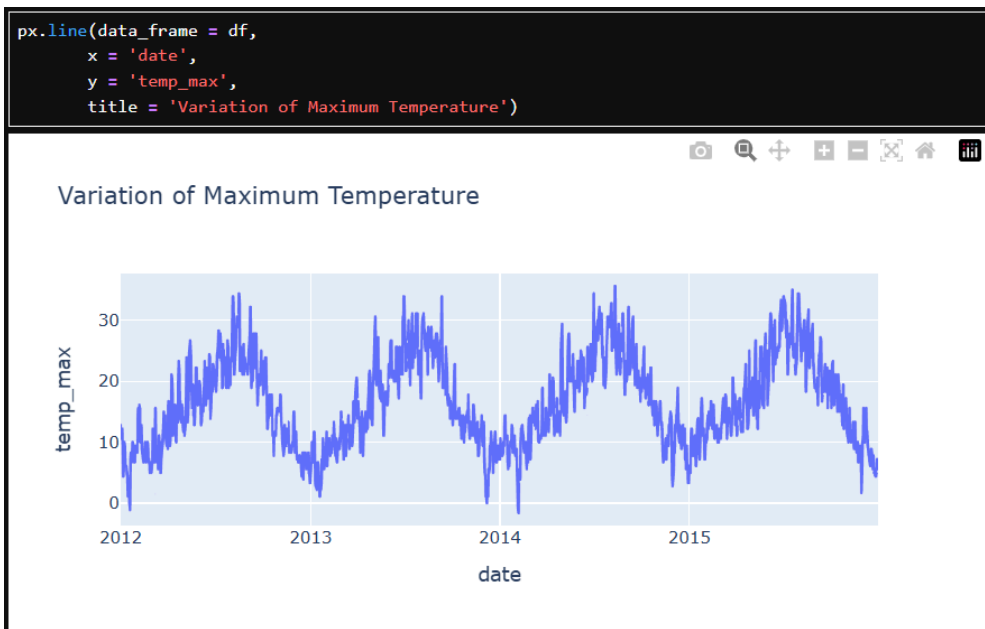 px.line(data_frame = df,
x = 'date',
y = 'temp_max',
title = 'Variation of Maximum Temperature')
Variation of Maximum Temperature
temp_max
30
20
10
0
2012 2013 2014 2015
date